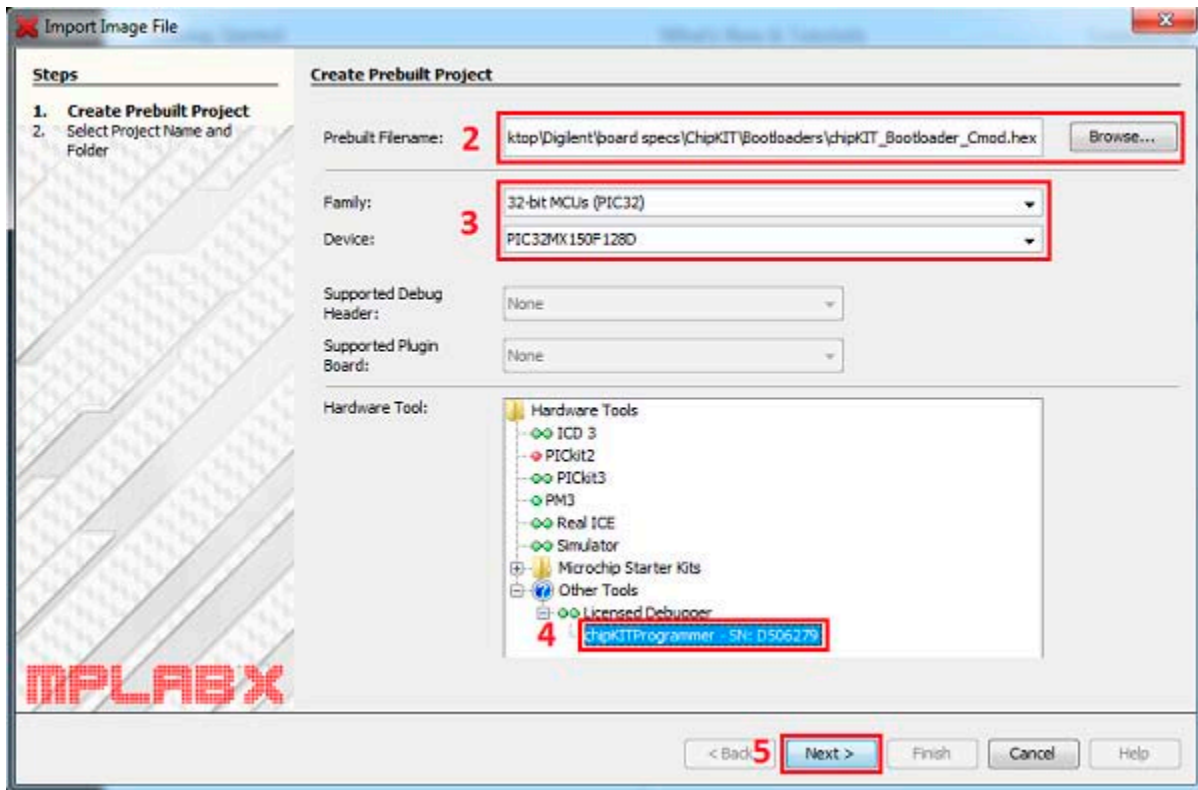 Import Image File
Steps
1. Create Prebuilt Project
2. Select Project Name and
Folder
Create Prebuilt Project
Prebuilt Filename:
2
ktop\Digilent\board specs\ChipKIT\Bootloaders\chipKIT_Bootloader_Cmod.hex
Browse...
Family:
32-bit MCUs (PIC32)
3
Device:
PIC32MX150F128D
Supported Debug
Header:
None
Supported Plugin
Board:
None
Hardware Tool:
Hardware Tools
ICD 3
PICkit2
PICkit3
PM3
Real ICE
Simulator
Microchip Starter Kits
Other Tools
Licensed Debugger
4
chipKITProgrammer - SN: D506279
MPLAB X
< Back
5
Next >
Finish
Cancel
Help